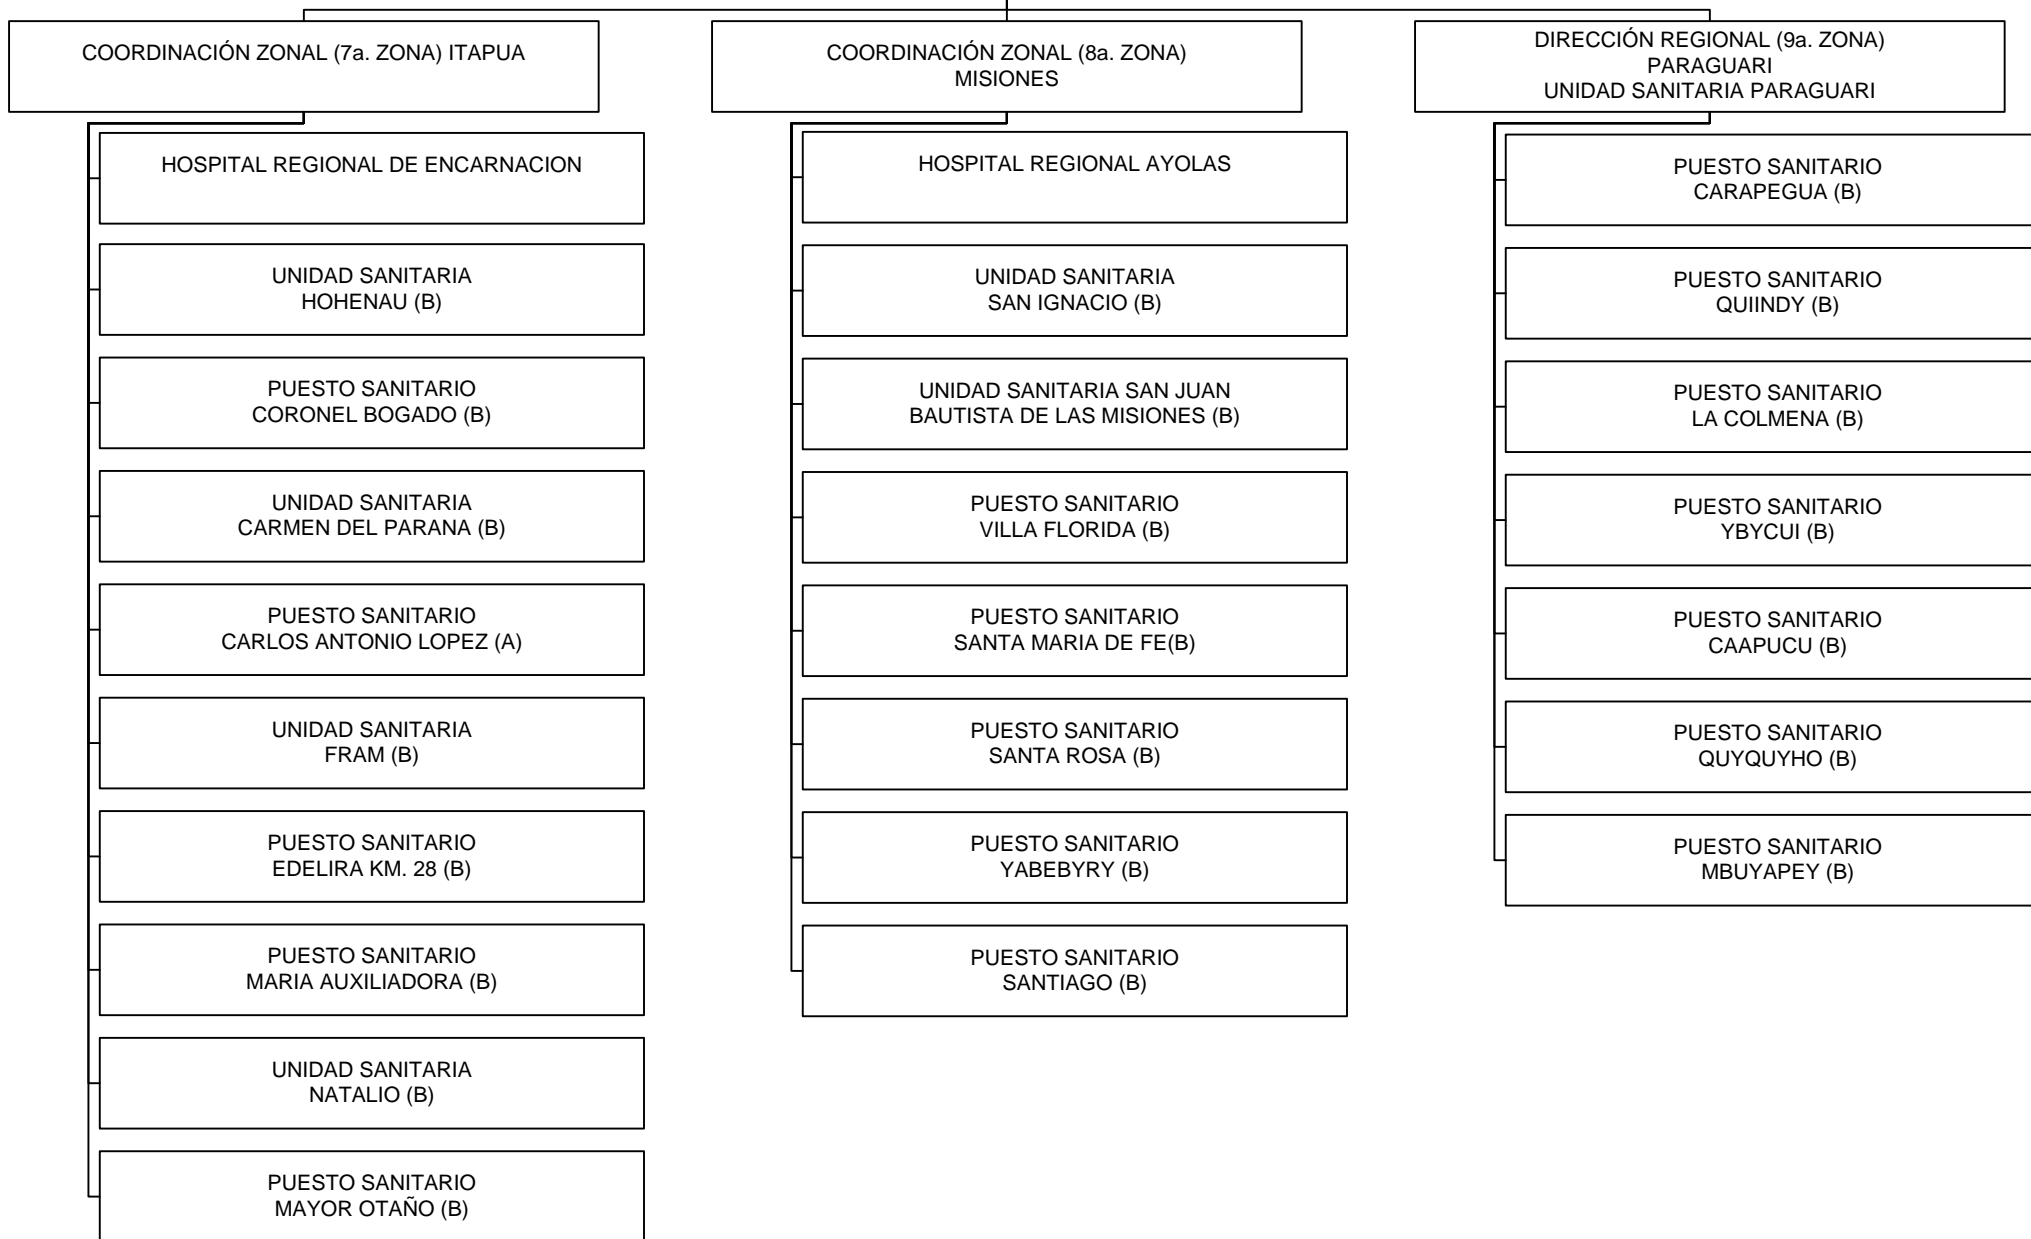 COORDINACIÓN ZONAL (7a. ZONA) ITAPUA
HOSPITAL REGIONAL DE ENCARNACION
UNIDAD SANITARIA
HOHENAU (B)
PUESTO SANITARIO
CORONEL BOGADO (B)
UNIDAD SANITARIA
CARMEN DEL PARANA (B)
PUESTO SANITARIO
CARLOS ANTONIO LOPEZ (A)
UNIDAD SANITARIA
FRAM (B)
PUESTO SANITARIO
EDELIRA KM. 28 (B)
PUESTO SANITARIO
MARIA AUXILIADORA (B)
UNIDAD SANITARIA
NATALIO (B)
PUESTO SANITARIO
MAYOR OTAÑO (B)
COORDINACIÓN ZONAL (8a. ZONA)
MISIONES
HOSPITAL REGIONAL AYOLAS
UNIDAD SANITARIA
SAN IGNACIO (B)
UNIDAD SANITARIA SAN JUAN
BAUTISTA DE LAS MISIONES (B)
PUESTO SANITARIO
VILLA FLORIDA (B)
PUESTO SANITARIO
SANTA MARIA DE FE(B)
PUESTO SANITARIO
SANTA ROSA (B)
PUESTO SANITARIO
YABEBYRY (B)
PUESTO SANITARIO
SANTIAGO (B)
DIRECCIÓN REGIONAL (9a. ZONA)
PARAGUARI
UNIDAD SANITARIA PARAGUARI
PUESTO SANITARIO
CARAPEGUA (B)
PUESTO SANITARIO
QUIINDY (B)
PUESTO SANITARIO
LA COLMENA (B)
PUESTO SANITARIO
YBYCUI (B)
PUESTO SANITARIO
CAAPUCU (B)
PUESTO SANITARIO
QUYQUYHO (B)
PUESTO SANITARIO
MBUYAPEY (B)